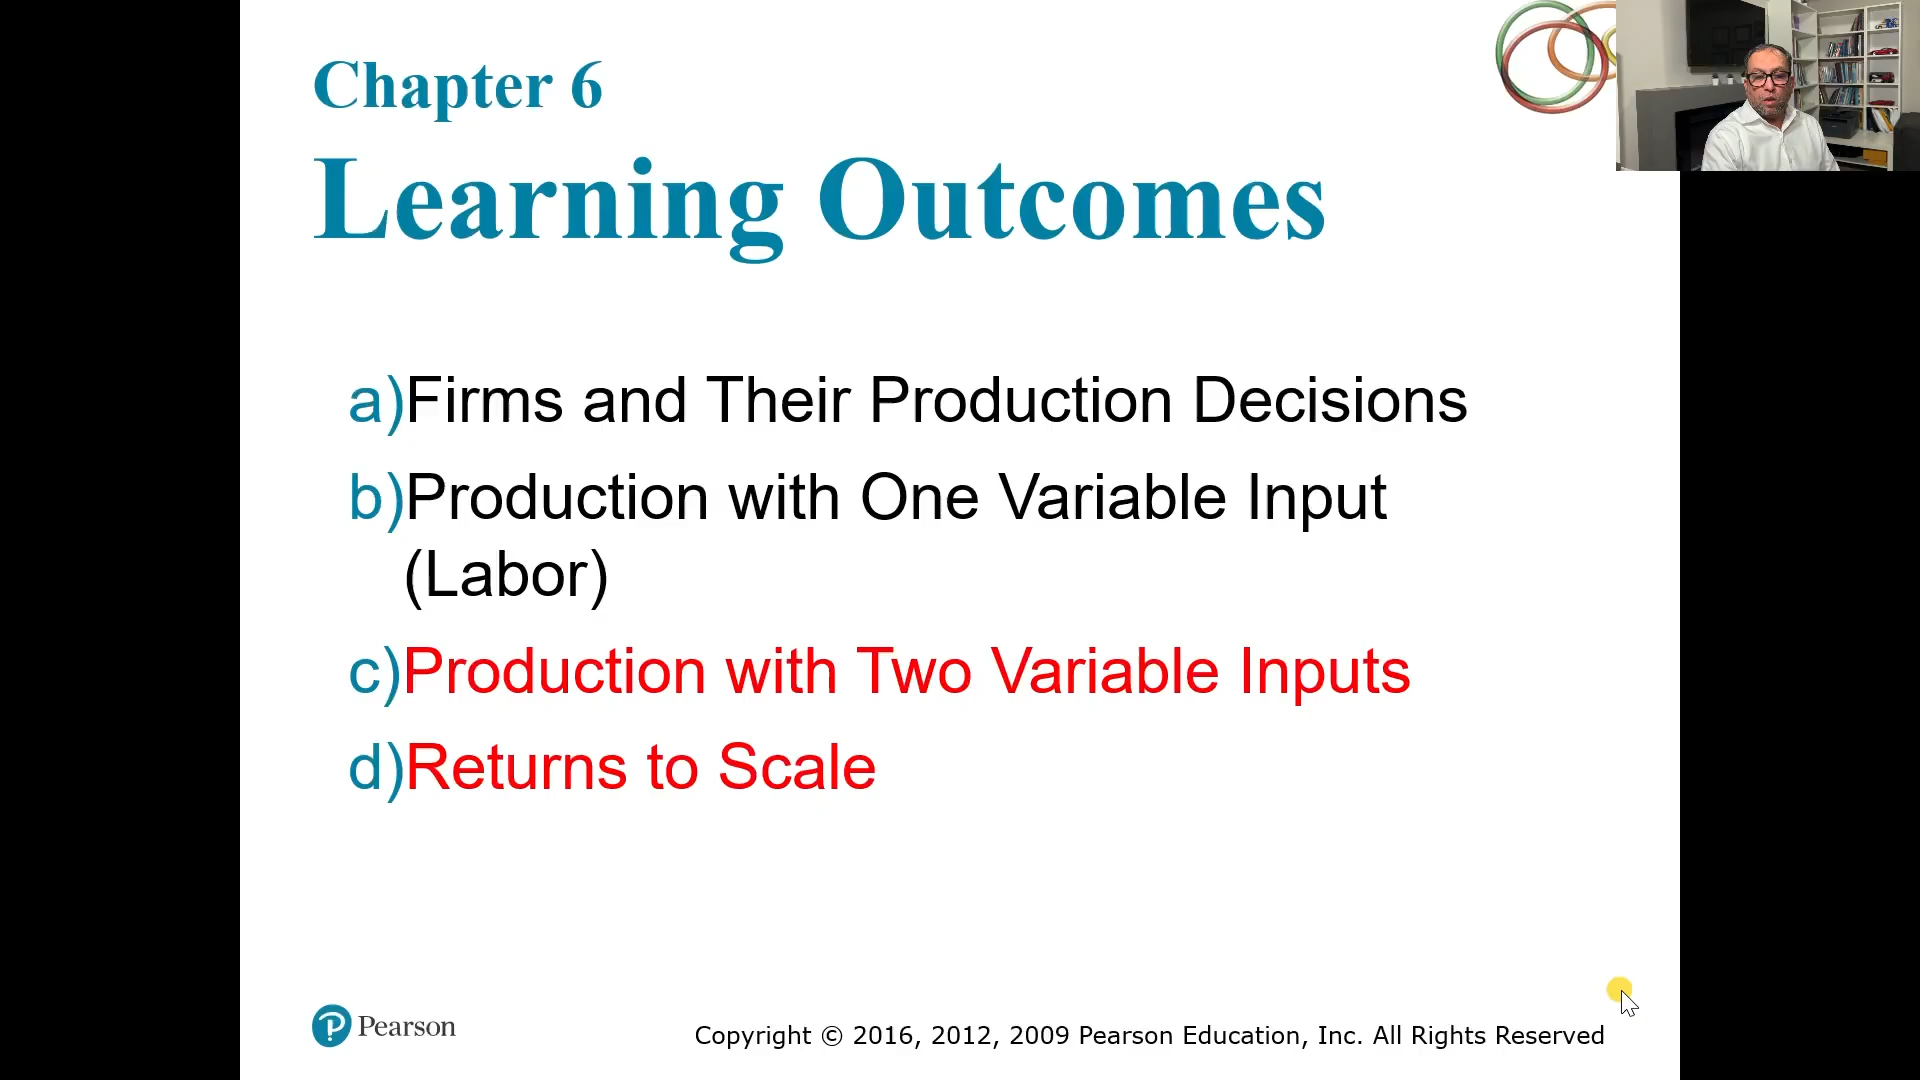 Chapter 6
Learning Outcomes
a)Firms and Their Production Decisions
b)Production with One Variable Input
(Labor)
c)Production with Two Variable Inputs
d)Returns to Scale
Pearson
Copyright © 2016, 2012, 2009 Pearson Education, Inc. All Rights Reserved